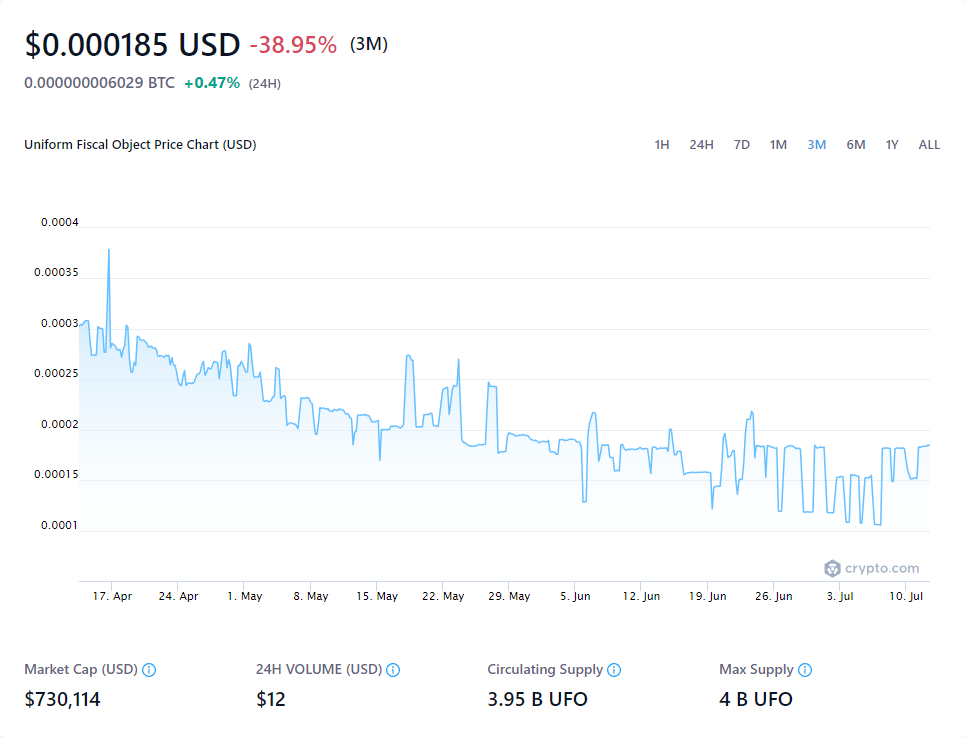 $0.000185 USD -38.95% (3M)
0.000000006029 BTC +0.47% (24H)
Uniform Fiscal Object Price Chart (USD)
1H 24H 7D 1M 3M 6M 1Y ALL
0.0004
0.00035
0.0003
0.00025
0.0002
0.00015
0.0001
crypto.com
17. Apr 24. Apr 1. May 8. May 15. May 22. May 29. May 5. Jun 12. Jun 19. Jun 26. Jun 3. Jul 10. Jul
Market Cap (USD) 24H VOLUME (USD) Circulating Supply Max Supply
$730,114 $12 3.95 B UFO 4 B UFO